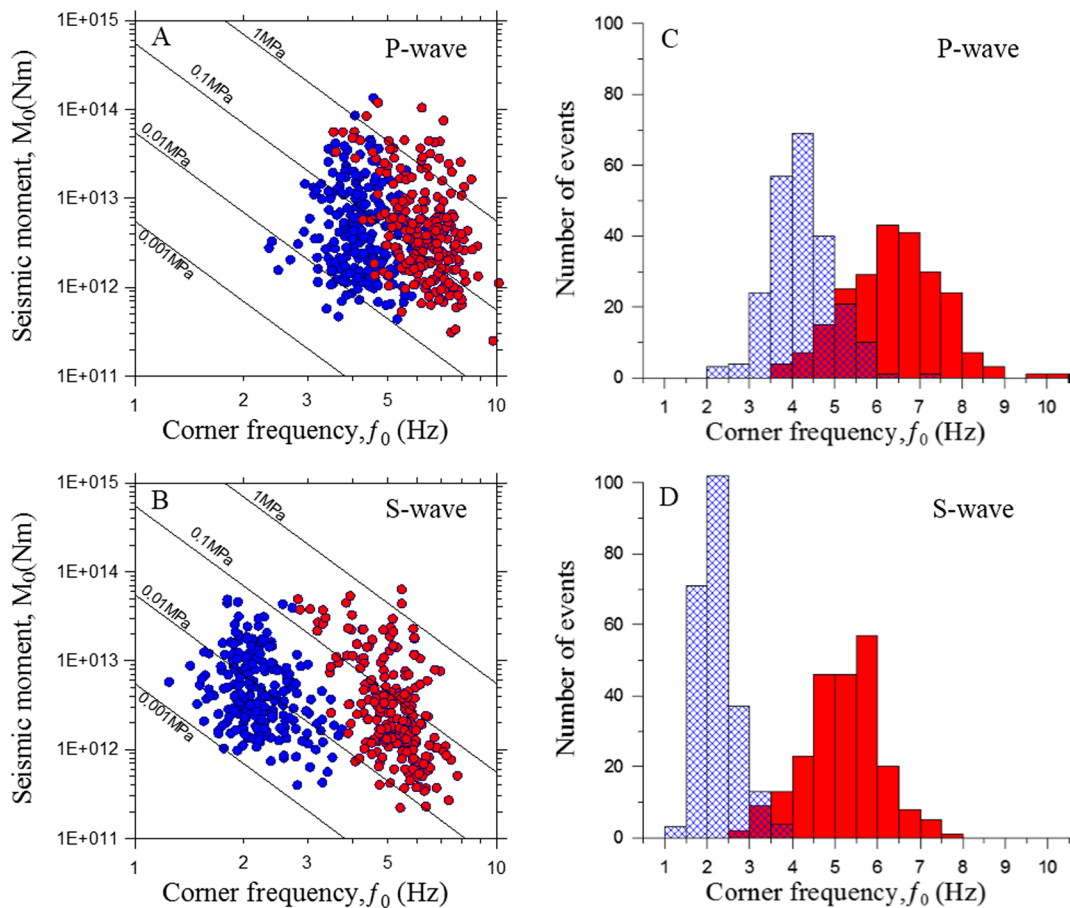 A
P-wave
1MPa
0.1MPa
0.01MPa
0.001MPa
1E+015
1E+014
1E+013
1E+012
1E+011
Seismic moment, M₀(Nm)
1 2 3 5 10
Corner frequency, f₀ (Hz)
C
P-wave
100
80
60
40
20
0
Number of events
1 2 3 4 5 6 7 8 9 10
Corner frequency, f₀ (Hz)
B
S-wave
1MPa
0.1MPa
0.01MPa
0.001MPa
1E+015
1E+014
1E+013
1E+012
1E+011
Seismic moment, M₀(Nm)
1 2 3 5 10
Corner frequency, f₀ (Hz)
D
S-wave
100
80
60
40
20
0
Number of events
1 2 3 4 5 6 7 8 9 10
Corner frequency, f₀ (Hz)